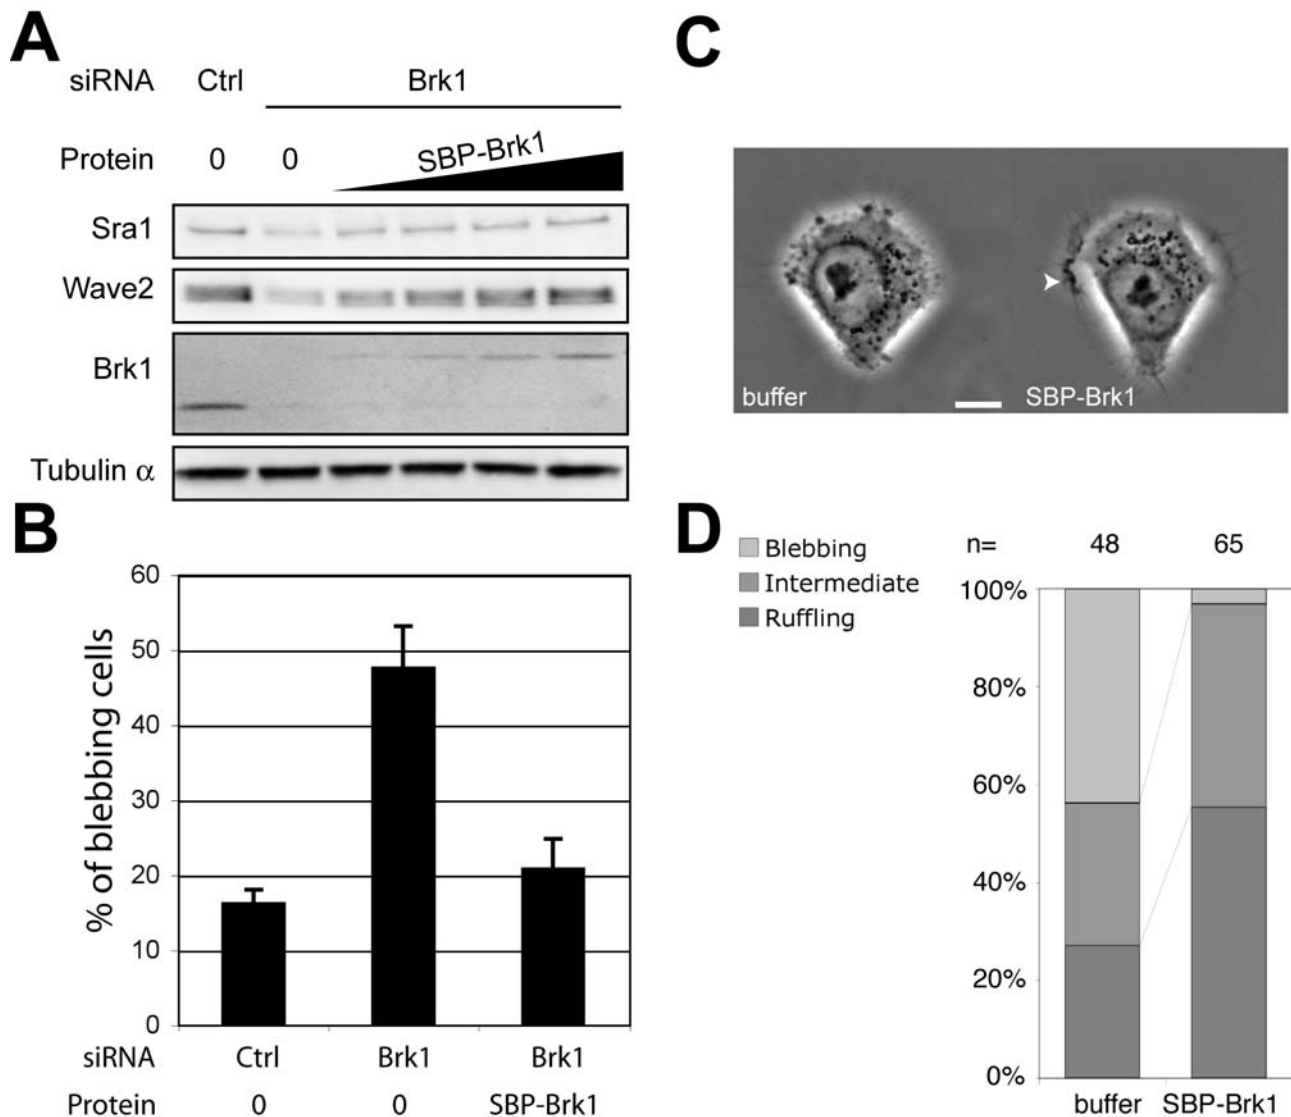 A
siRNA Ctrl Brk1
Protein 0 0 SBP-Brk1
Sra1
Wave2
Brk1
Tubulin α
B
% of blebbing cells
60
50
40
30
20
10
0
siRNA Ctrl Brk1 Brk1
Protein 0 0 SBP-Brk1
C
buffer SBP-Brk1
D
Blebbing
Intermediate
Ruffling
n= 48 65
100%
80%
60%
40%
20%
0%
buffer SBP-Brk1